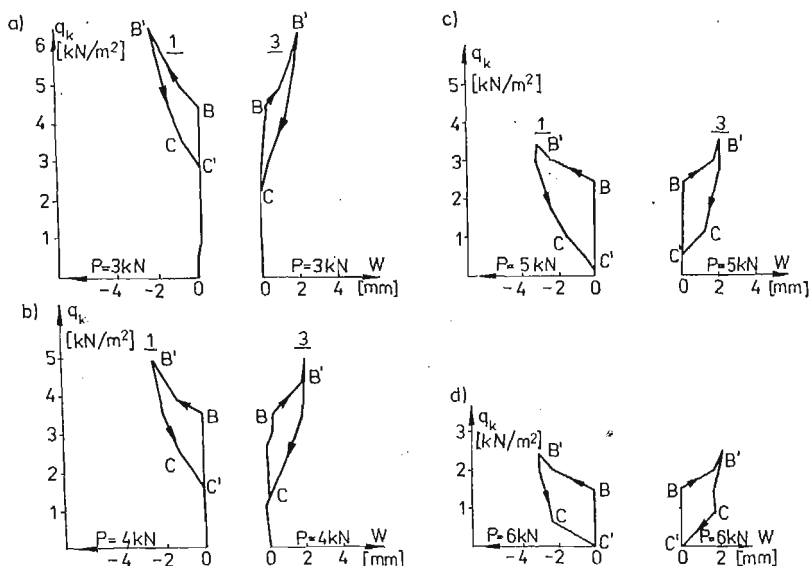 a)
q_k
[kN/m²]
6
5
4
3
2
1
B'
1
B
C
C'
P=3kN
-4 -2 0
3
B'
B
C
P=3kN W
0 2 4 [mm]
b)
q_k
[kN/m²]
5
4
3
2
1
1
B'
B
C
C'
P=4kN
-4 -2 0
3
B'
B
C
P=4kN W
0 2 4 [mm]
c)
q_k
[kN/m²]
5
4
3
2
1
1
B'
B
C
C'
P=5kN
-4 -2 0
3
B'
B
C
C'
P=5kN
0 2 W
[mm]
d)
q_k
[kN/m²]
3
2
1
1
B'
B
C
C'
P=6kN
-4 -2 0
B'
B
C
C'
P=6kN W
0 2 [mm]